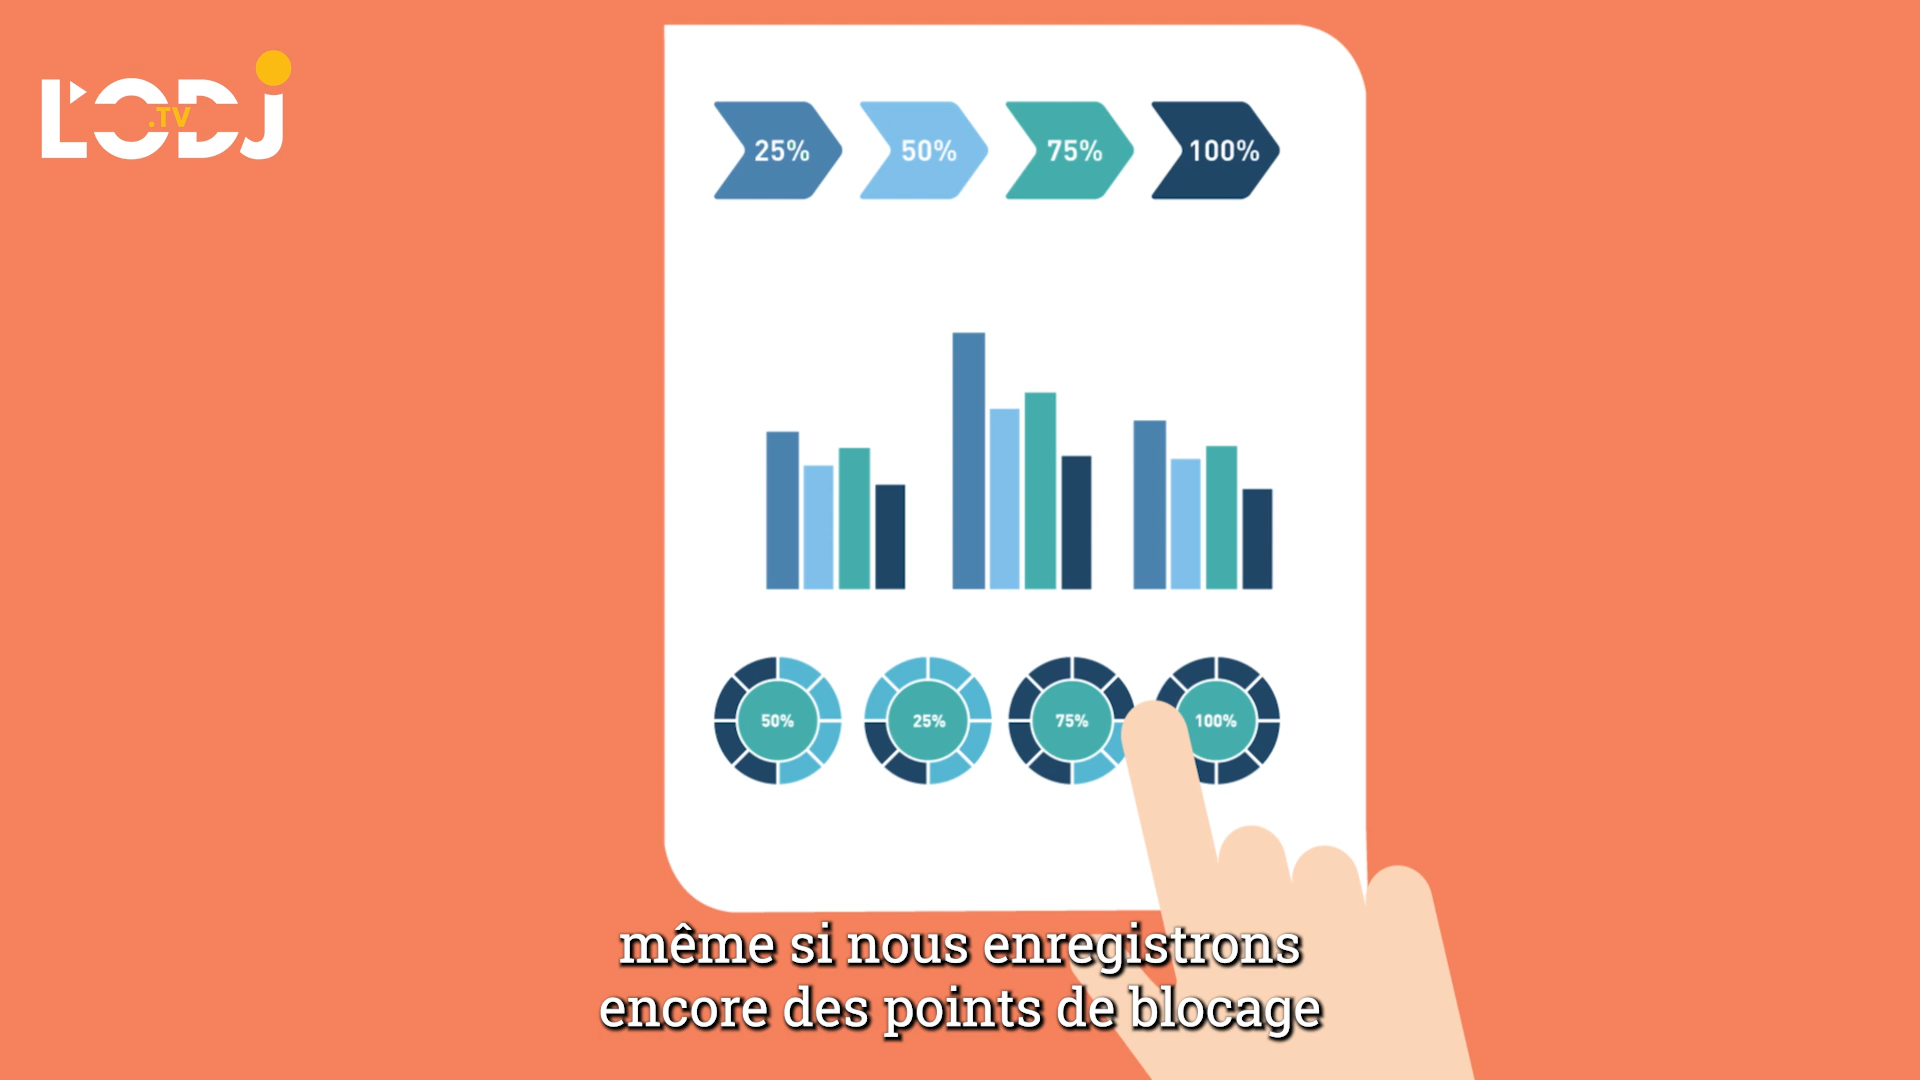 L'ODJ
.TV
25% 50% 75% 100%
50% 25% 75% 100%
même si nous enregistrons
encore des points de blocage